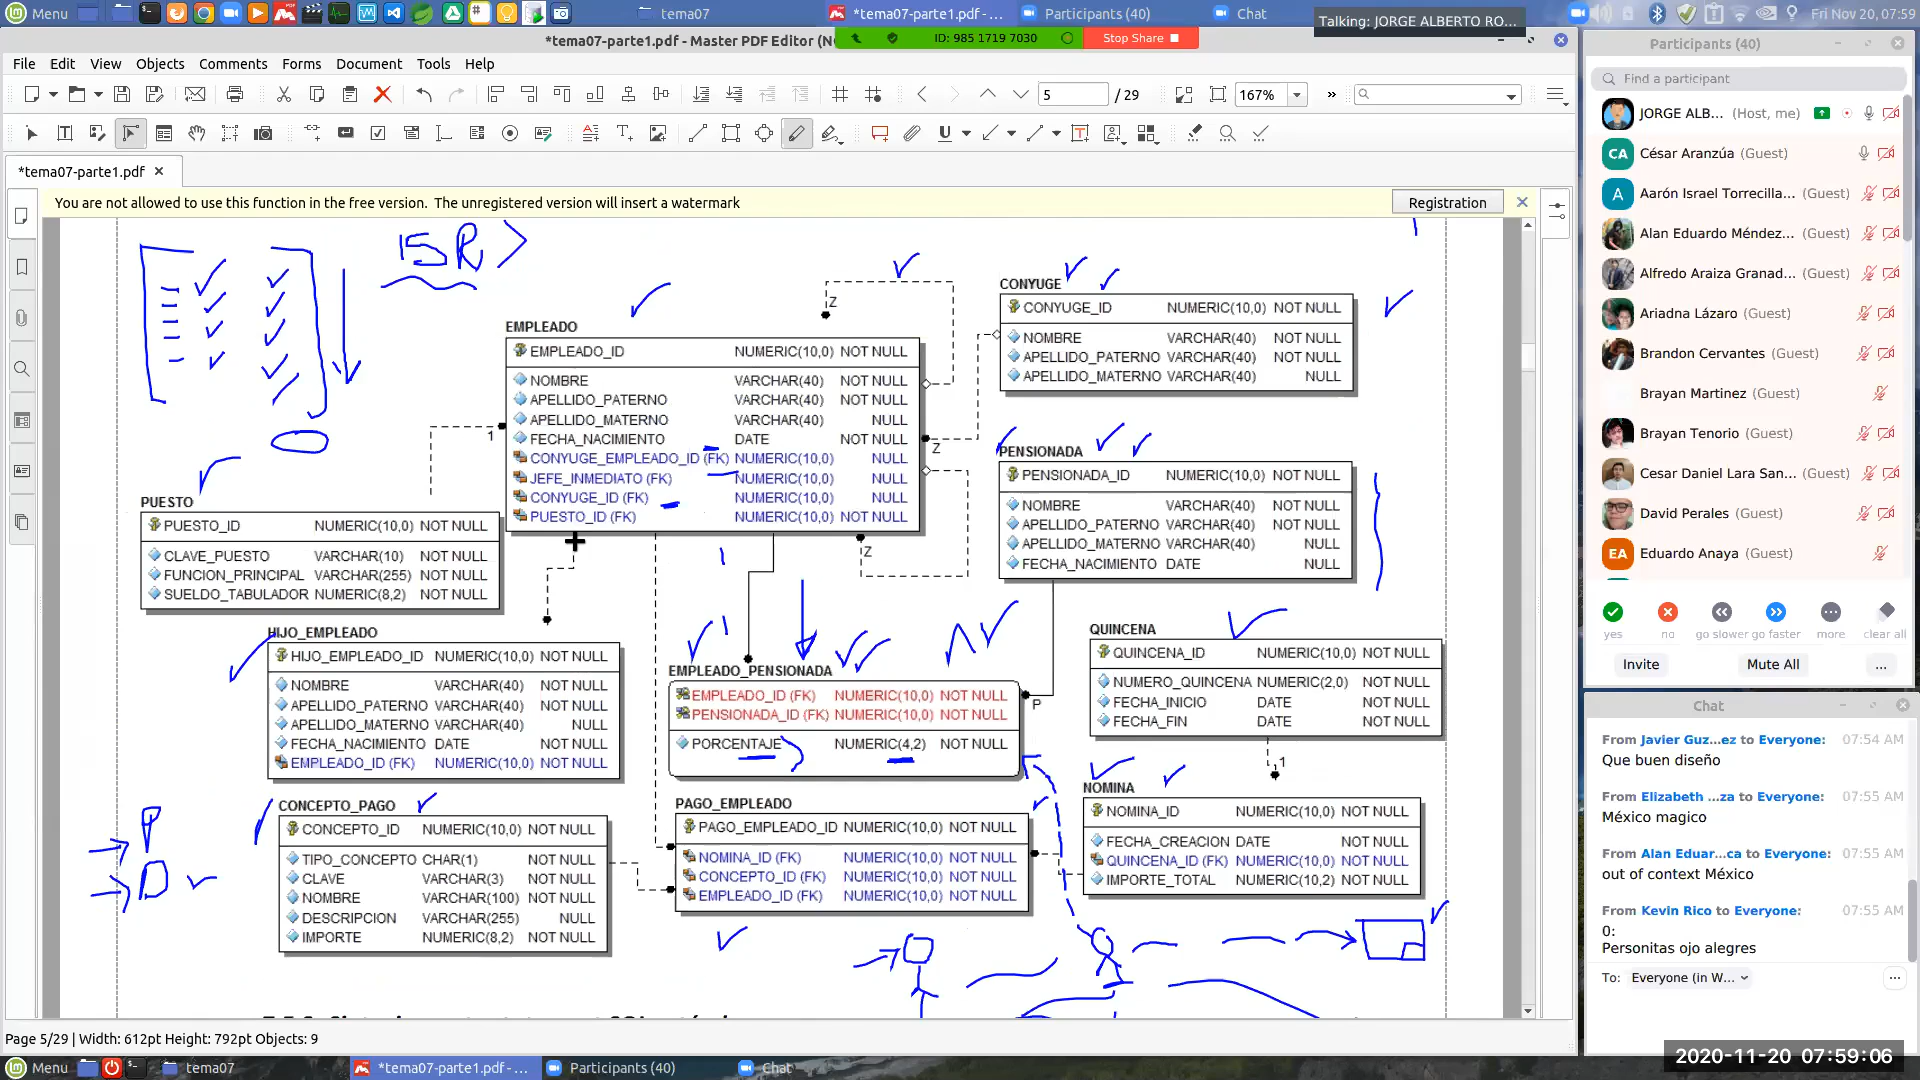 Menu
tema07
*tema07-parte1.pdf - ...
Participants (40)
Chat
Talking: JORGE ALBERTO RO...
Fri Nov 20, 07:59
*tema07-parte1.pdf - Master PDF Editor (No
ID: 985 1719 7030
Stop Share
File Edit View Objects Comments Forms Document Tools Help
5 / 29
167%
*tema07-parte1.pdf
You are not allowed to use this function in the free version. The unregistered version will insert a watermark
Registration
15R
EMPLEADO
EMPLEADO_ID NUMERIC(10,0) NOT NULL
NOMBRE VARCHAR(40) NOT NULL
APELLIDO_PATERNO VARCHAR(40) NOT NULL
APELLIDO_MATERNO VARCHAR(40) NULL
FECHA_NACIMIENTO DATE NOT NULL
CONYUGE_EMPLEADO_ID (FK) NUMERIC(10,0) NULL
JEFE_INMEDIATO (FK) NUMERIC(10,0) NULL
CONYUGE_ID (FK) NUMERIC(10,0) NULL
PUESTO_ID (FK) NUMERIC(10,0) NOT NULL
Z
1
Z
Z
CONYUGE
CONYUGE_ID NUMERIC(10,0) NOT NULL
NOMBRE VARCHAR(40) NOT NULL
APELLIDO_PATERNO VARCHAR(40) NOT NULL
APELLIDO_MATERNO VARCHAR(40) NULL
PENSIONADA
PENSIONADA_ID NUMERIC(10,0) NOT NULL
NOMBRE VARCHAR(40) NOT NULL
APELLIDO_PATERNO VARCHAR(40) NOT NULL
APELLIDO_MATERNO VARCHAR(40) NULL
FECHA_NACIMIENTO DATE NULL
PUESTO
PUESTO_ID NUMERIC(10,0) NOT NULL
CLAVE_PUESTO VARCHAR(10) NOT NULL
FUNCION_PRINCIPAL VARCHAR(255) NOT NULL
SUELDO_TABULADOR NUMERIC(8,2) NOT NULL
HIJO_EMPLEADO
HIJO_EMPLEADO_ID NUMERIC(10,0) NOT NULL
NOMBRE VARCHAR(40) NOT NULL
APELLIDO_PATERNO VARCHAR(40) NOT NULL
APELLIDO_MATERNO VARCHAR(40) NULL
FECHA_NACIMIENTO DATE NOT NULL
EMPLEADO_ID (FK) NUMERIC(10,0) NOT NULL
EMPLEADO_PENSIONADA
EMPLEADO_ID (FK) NUMERIC(10,0) NOT NULL
PENSIONADA_ID (FK) NUMERIC(10,0) NOT NULL
PORCENTAJE NUMERIC(4,2) NOT NULL
P
QUINCENA
QUINCENA_ID NUMERIC(10,0) NOT NULL
NUMERO_QUINCENA NUMERIC(2,0) NOT NULL
FECHA_INICIO DATE NOT NULL
FECHA_FIN DATE NOT NULL
1
NOMINA
NOMINA_ID NUMERIC(10,0) NOT NULL
FECHA_CREACION DATE NOT NULL
QUINCENA_ID (FK) NUMERIC(10,0) NOT NULL
IMPORTE_TOTAL NUMERIC(10,2) NOT NULL
CONCEPTO_PAGO
CONCEPTO_ID NUMERIC(10,0) NOT NULL
TIPO_CONCEPTO CHAR(1) NOT NULL
CLAVE VARCHAR(3) NOT NULL
NOMBRE VARCHAR(100) NOT NULL
DESCRIPCION VARCHAR(255) NULL
IMPORTE NUMERIC(8,2) NOT NULL
PAGO_EMPLEADO
PAGO_EMPLEADO_ID NUMERIC(10,0) NOT NULL
NOMINA_ID (FK) NUMERIC(10,0) NOT NULL
CONCEPTO_ID (FK) NUMERIC(10,0) NOT NULL
EMPLEADO_ID (FK) NUMERIC(10,0) NOT NULL
P
D
Page 5/29 | Width: 612pt Height: 792pt Objects: 9
Participants (40)
Find a participant
JORGE ALB... (Host, me)
CA César Aranzúa (Guest)
A Aarón Israel Torrecilla... (Guest)
Alan Eduardo Méndez... (Guest)
Alfredo Araiza Granad... (Guest)
Ariadna Lázaro (Guest)
Brandon Cervantes (Guest)
Brayan Martinez (Guest)
Brayan Tenorio (Guest)
Cesar Daniel Lara San... (Guest)
David Perales (Guest)
EA Eduardo Anaya (Guest)
yes no go slower go faster more clear all
Invite Mute All ...
Chat
From Javier Guz...ez to Everyone: 07:54 AM
Que buen diseño
From Elizabeth ...za to Everyone: 07:55 AM
México magico
From Alan Eduar...ca to Everyone: 07:55 AM
out of context México
From Kevin Rico to Everyone: 07:55 AM
0:
Personitas ojo alegres
To: Everyone (in W...
2020-11-20 07:59:06
Menu
tema07
*tema07-parte1.pdf - ...
Participants (40)
Chat